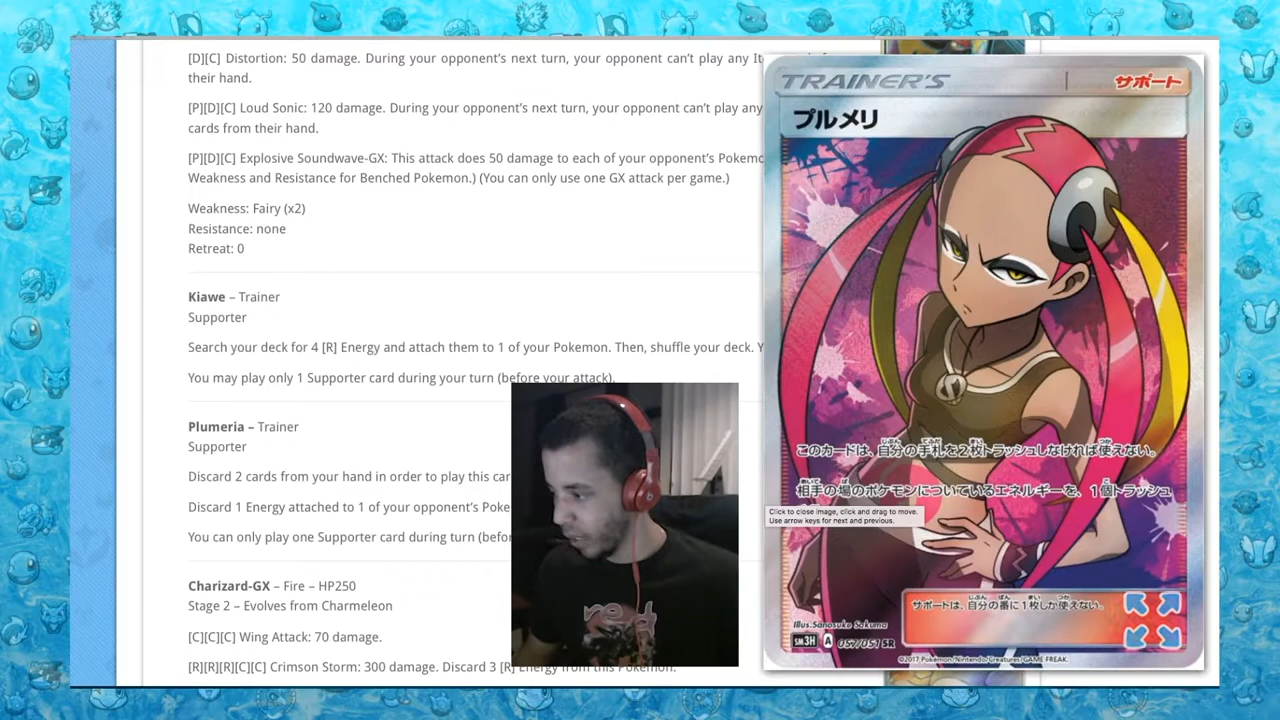 [D][C] Distortion: 50 damage. During your opponent's next turn, your opponent can't play any
their hand.
[P][D][C] Loud Sonic: 120 damage. During your opponent's next turn, your opponent can't play any
cards from their hand.
[P][D][C] Explosive Soundwave-GX: This attack does 50 damage to each of your opponent's
Weakness and Resistance for Benched Pokemon.) (You can only use one GX attack per game.)
Weakness: Fairy (x2)
Resistance: none
Retreat: 0
Kiawe – Trainer
Supporter
Search your deck for 4 [R] Energy and attach them to 1 of your Pokemon. Then, shuffle your deck.
You may play only 1 Supporter card during your turn (before your attack).
Plumeria – Trainer
Supporter
Discard 2 cards from your hand in order to play this
Discard 1 Energy attached to 1 of your opponent's
You can only play one Supporter card during turn
Charizard-GX – Fire – HP250
Stage 2 – Evolves from Charmeleon
[C][C][C] Wing Attack: 70 damage.
[R][R][R][C][C] 300 damage. Discard 3 [R] Energy from this Pokemon.
TRAINER'S
サポート
プルメリ
このカードは、自分の手札を2枚トラッシュしなければ使えない。
相手の場のポケモンについているエネルギーを、1個トラッシュ
Click to close image, click and drag to move.
Use arrow keys for next and previous.
サポートは、自分の番に1枚しか使えない。
Illus.Sanosuke Sakuma
SM3H A 057/051 SR
©2017 Pokémon/Nintendo/Creatures/GAME FREAK.
red